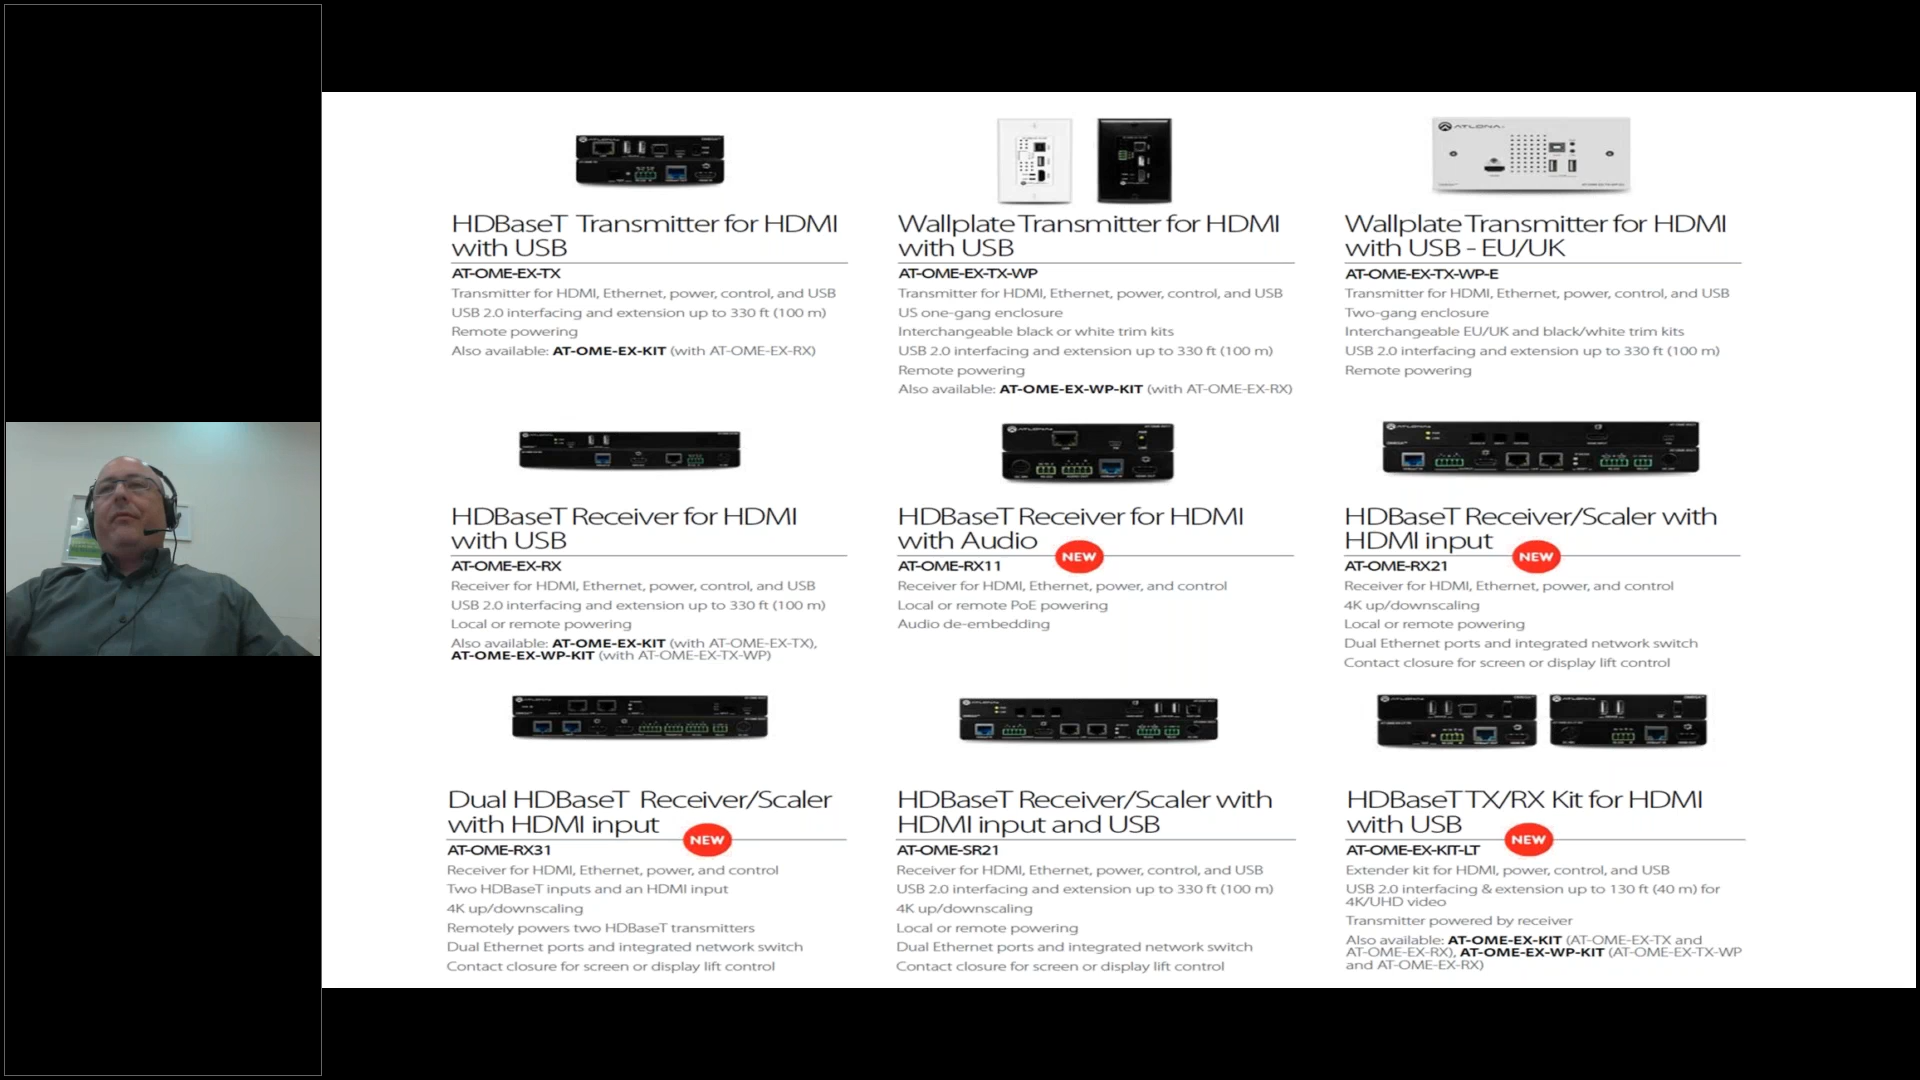 ATLONA
HDBaseT Transmitter for HDMI
with USB
AT-OME-EX-TX
Transmitter for HDMI, Ethernet, power, control, and USB
USB 2.0 interfacing and extension up to 330 ft (100 m)
Remote powering
Also available: AT-OME-EX-KIT (with AT-OME-EX-RX)
Wallplate Transmitter for HDMI
with USB
AT-OME-EX-TX-WP
Transmitter for HDMI, Ethernet, power, control, and USB
US one-gang enclosure
Interchangeable black or white trim kits
USB 2.0 interfacing and extension up to 330 ft (100 m)
Remote powering
Also available: AT-OME-EX-WP-KIT (with AT-OME-EX-RX)
Wallplate Transmitter for HDMI
with USB - EU/UK
AT-OME-EX-TX-WP-E
Transmitter for HDMI, Ethernet, power, control, and USB
Two-gang enclosure
Interchangeable EU/UK and black/white trim kits
USB 2.0 interfacing and extension up to 330 ft (100 m)
Remote powering
HDBaseT Receiver for HDMI
with USB
AT-OME-EX-RX
Receiver for HDMI, Ethernet, power, control, and USB
USB 2.0 interfacing and extension up to 330 ft (100 m)
Local or remote powering
Also available: AT-OME-EX-KIT (with AT-OME-EX-TX),
AT-OME-EX-WP-KIT (with AT-OME-EX-TX-WP)
ATLONA
HDBaseT Receiver for HDMI
with Audio
NEW
AT-OME-RX11
Receiver for HDMI, Ethernet, power, and control
Local or remote PoE powering
Audio de-embedding
ATLONA
HDBaseT Receiver/Scaler with
HDMI input
NEW
AT-OME-RX21
Receiver for HDMI, Ethernet, power, and control
4K up/downscaling
Local or remote powering
Dual Ethernet ports and integrated network switch
Contact closure for screen or display lift control
Dual HDBaseT Receiver/Scaler
with HDMI input
NEW
AT-OME-RX31
Receiver for HDMI, Ethernet, power, and control
Two HDBaseT inputs and an HDMI input
4K up/downscaling
Remotely powers two HDBaseT transmitters
Dual Ethernet ports and integrated network switch
Contact closure for screen or display lift control
HDBaseT Receiver/Scaler with
HDMI input and USB
AT-OME-SR21
Receiver for HDMI, Ethernet, power, control, and USB
USB 2.0 interfacing and extension up to 330 ft (100 m)
4K up/downscaling
Local or remote powering
Dual Ethernet ports and integrated network switch
Contact closure for screen or display lift control
HDBaseT TX/RX Kit for HDMI
with USB
NEW
AT-OME-EX-KIT-LT
Extender kit for HDMI, power, control, and USB
USB 2.0 interfacing & extension up to 130 ft (40 m) for
4K/UHD video
Transmitter powered by receiver
Also available: AT-OME-EX-KIT (AT-OME-EX-TX and
AT-OME-EX-RX), AT-OME-EX-WP-KIT (AT-OME-EX-TX-WP
and AT-OME-EX-RX)